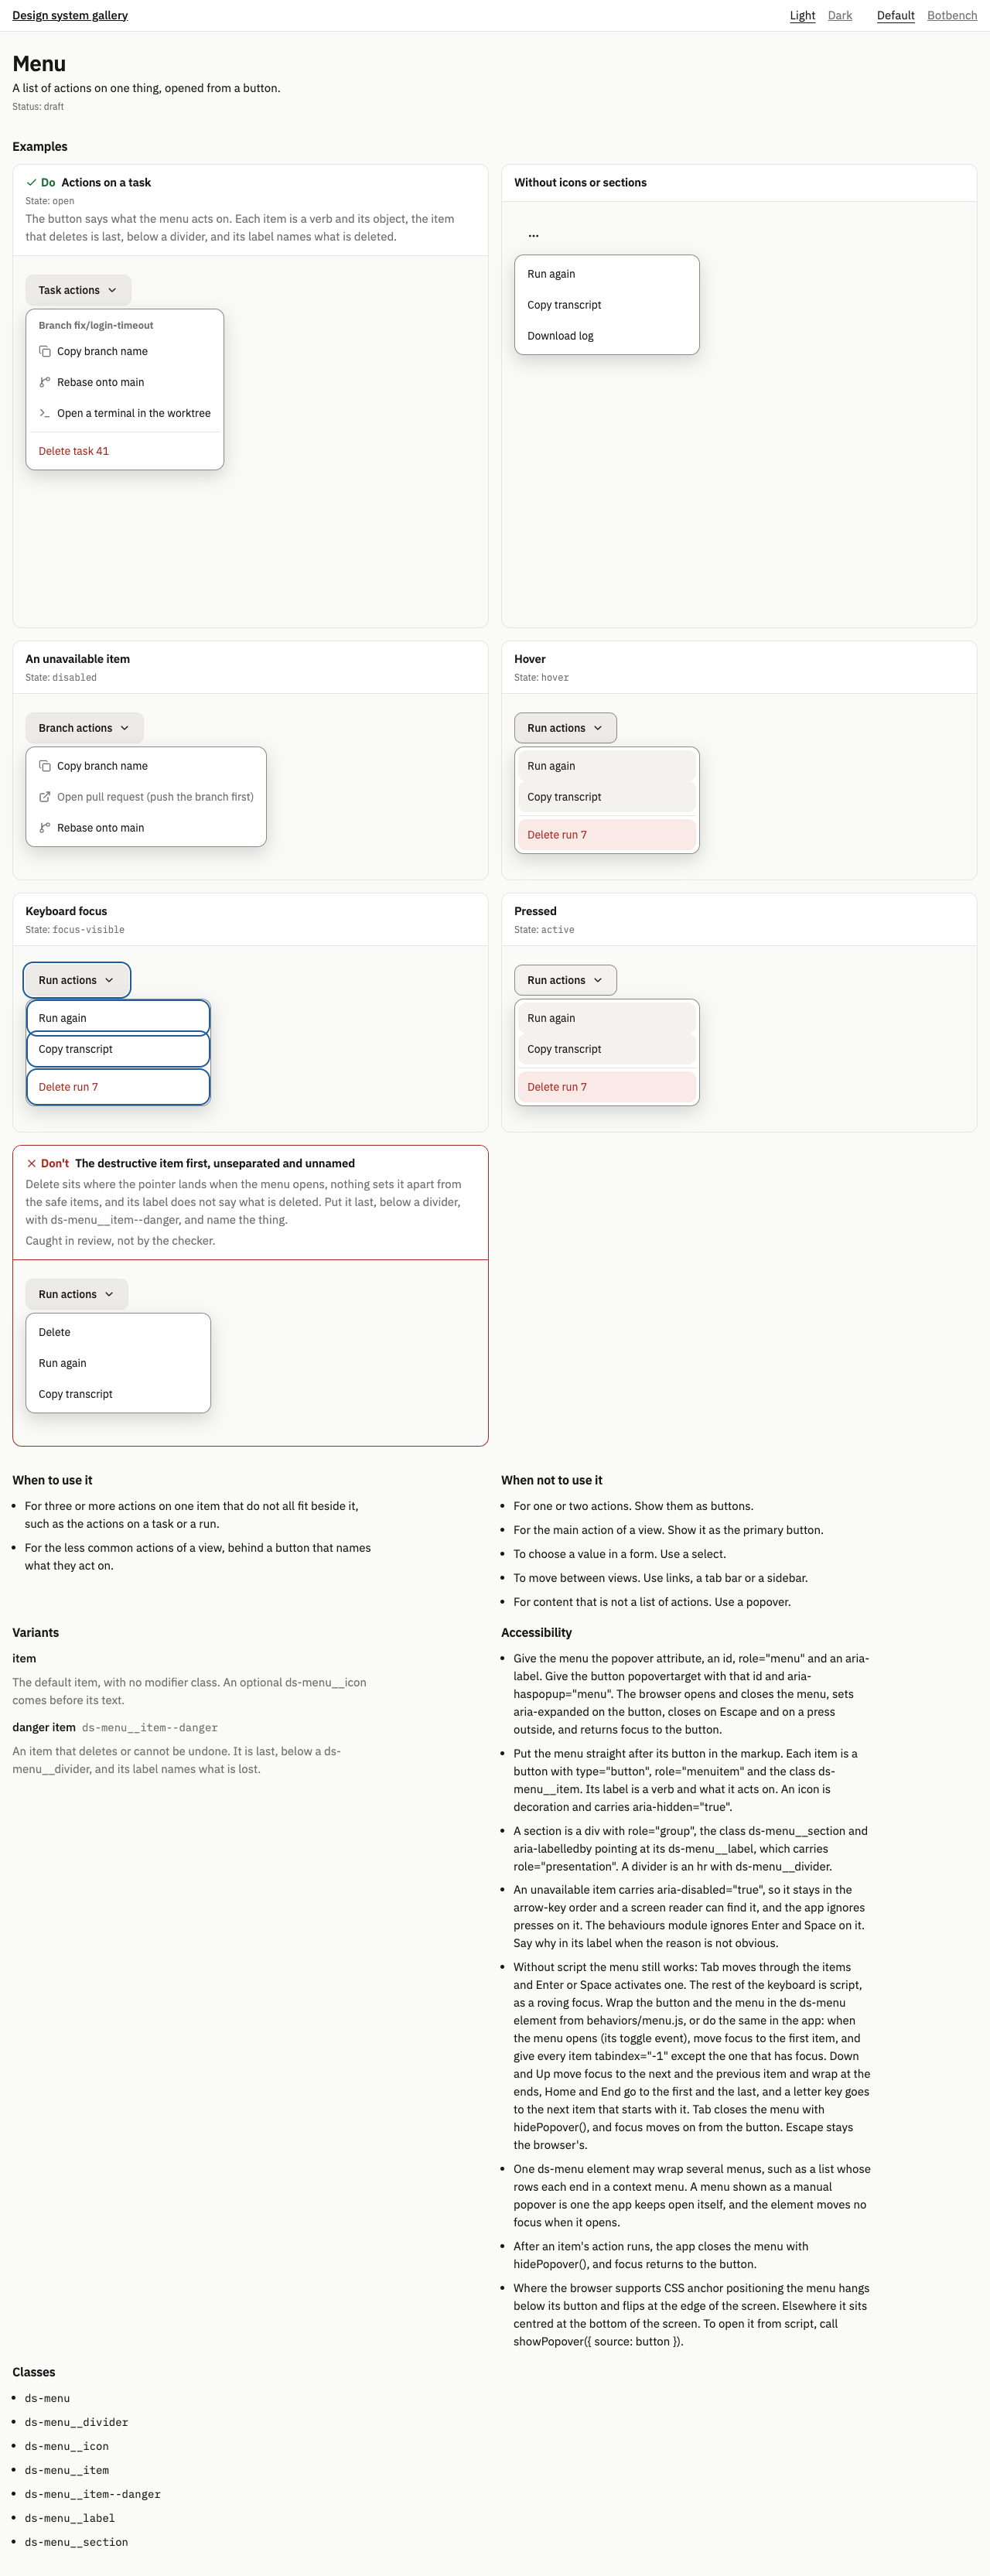 Design system gallery
Light Dark Default Botbench
Menu
A list of actions on one thing, opened from a button.
Status: draft
Examples
Do Actions on a task
State: open
The button says what the menu acts on. Each item is a verb and its object, the item
that deletes is last, below a divider, and its label names what is deleted.
Task actions
Branch fix/login-timeout
Copy branch name
Rebase onto main
Open a terminal in the worktree
Delete task 41
Without icons or sections
...
Run again
Copy transcript
Download log
An unavailable item
State: disabled
Branch actions
Copy branch name
Open pull request (push the branch first)
Rebase onto main
Hover
State: hover
Run actions
Run again
Copy transcript
Delete run 7
Keyboard focus
State: focus-visible
Run actions
Run again
Copy transcript
Delete run 7
Pressed
State: active
Run actions
Run again
Copy transcript
Delete run 7
Don't The destructive item first, unseparated and unnamed
Delete sits where the pointer lands when the menu opens, nothing sets it apart from
the safe items, and its label does not say what is deleted. Put it last, below a divider,
with ds-menu__item--danger, and name the thing.
Caught in review, not by the checker.
Run actions
Delete
Run again
Copy transcript
When to use it
For three or more actions on one item that do not all fit beside it,
such as the actions on a task or a run.
For the less common actions of a view, behind a button that names
what they act on.
When not to use it
For one or two actions. Show them as buttons.
For the main action of a view. Show it as the primary button.
To choose a value in a form. Use a select.
To move between views. Use links, a tab bar or a sidebar.
For content that is not a list of actions. Use a popover.
Variants
item
The default item, with no modifier class. An optional ds-menu__icon
comes before its text.
danger item ds-menu__item--danger
An item that deletes or cannot be undone. It is last, below a ds-
menu__divider, and its label names what is lost.
Accessibility
Give the menu the popover attribute, an id, role="menu" and an aria-
label. Give the button popovertarget with that id and aria-
haspopup="menu". The browser opens and closes the menu, sets
aria-expanded on the button, closes on Escape and on a press
outside, and returns focus to the button.
Put the menu straight after its button in the markup. Each item is a
button with type="button", role="menuitem" and the class ds-
menu__item. Its label is a verb and what it acts on. An icon is
decoration and carries aria-hidden="true".
A section is a div with role="group", the class ds-menu__section and
aria-labelledby pointing at its ds-menu__label, which carries
role="presentation". A divider is an hr with ds-menu__divider.
An unavailable item carries aria-disabled="true", so it stays in the
arrow-key order and a screen reader can find it, and the app ignores
presses on it. The behaviours module ignores Enter and Space on it.
Say why in its label when the reason is not obvious.
Without script the menu still works: Tab moves through the items
and Enter or Space activates one. The rest of the keyboard is script,
as a roving focus. Wrap the button and the menu in the ds-menu
element from behaviors/menu.js, or do the same in the app: when
the menu opens (its toggle event), move focus to the first item, and
give every item tabindex="-1" except the one that has focus. Down
and Up move focus to the next and the previous item and wrap at the
ends, Home and End go to the first and the last, and a letter key goes
to the next item that starts with it. Tab closes the menu with
hidePopover(), and focus moves on from the button. Escape stays
the browser's.
One ds-menu element may wrap several menus, such as a list whose
rows each end in a context menu. A menu shown as a manual
popover is one the app keeps open itself, and the element moves no
focus when it opens.
After an item's action runs, the app closes the menu with
hidePopover(), and focus returns to the button.
Where the browser supports CSS anchor positioning the menu hangs
below its button and flips at the edge of the screen. Elsewhere it sits
centred at the bottom of the screen. To open it from script, call
showPopover({ source: button }).
Classes
ds-menu
ds-menu__divider
ds-menu__icon
ds-menu__item
ds-menu__item--danger
ds-menu__label
ds-menu__section